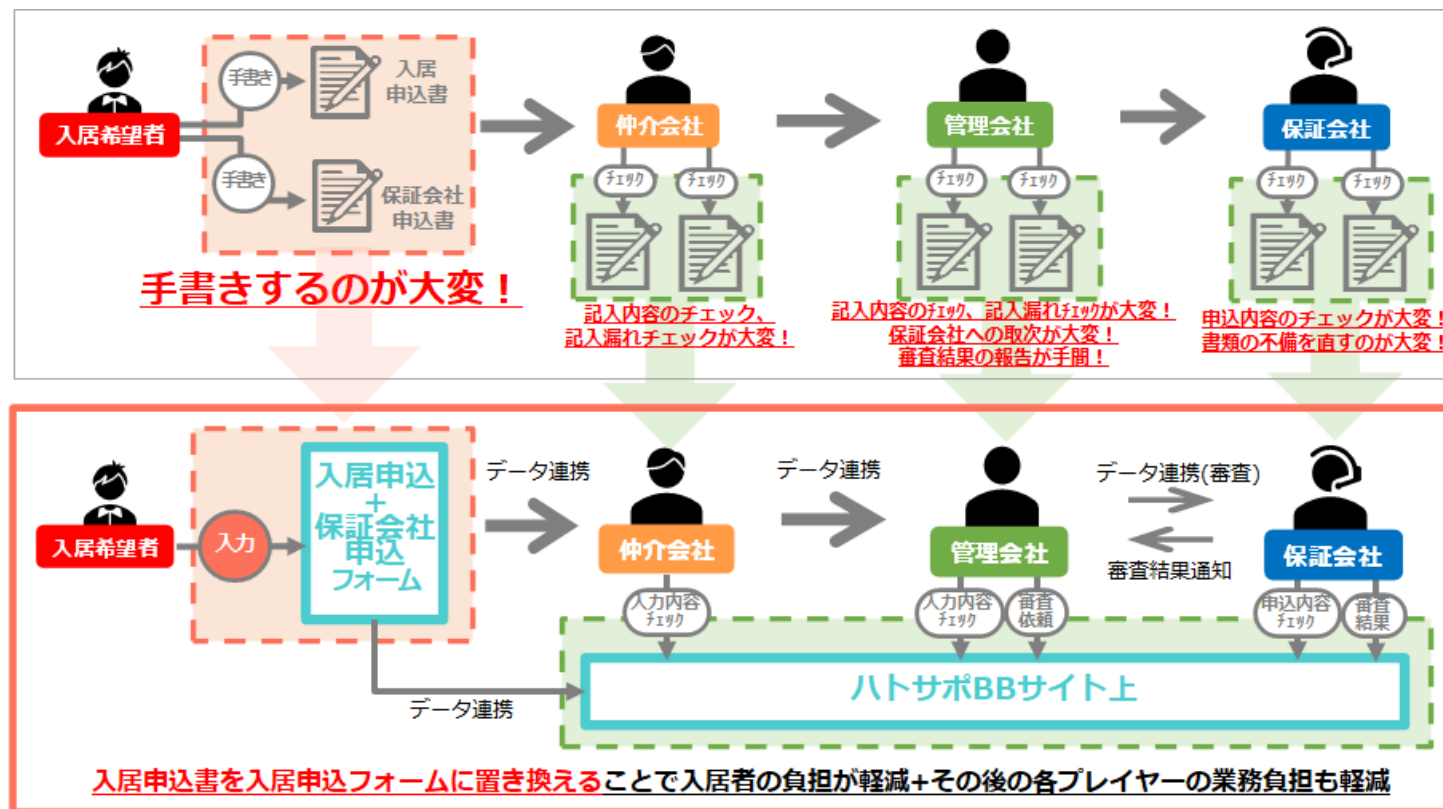 手書き
入居
申込書
入居希望者
手書き
保証会社
申込書
手書きするのが大変！
仲介会社
チェック
チェック
記入内容のチェック、
記入漏れチェックが大変！
管理会社
チェック
チェック
記入内容のチェック、記入漏れチェックが大変！
保証会社への取次が大変！
審査結果の報告が手間！
保証会社
チェック
チェック
申込内容のチェックが大変！
書類の不備を直すのが大変！
入居希望者
入力
入居申込
+
保証会社
申込
フォーム
データ連携
仲介会社
データ連携
管理会社
データ連携(審査)
審査結果通知
保証会社
入力内容
チェック
入力内容
チェック
審査
依頼
申込内容
チェック
審査
結果
データ連携
ハトサポBBサイト上
入居申込書を入居申込フォームに置き換えることで入居者の負担が軽減+その後の各プレイヤーの業務負担も軽減